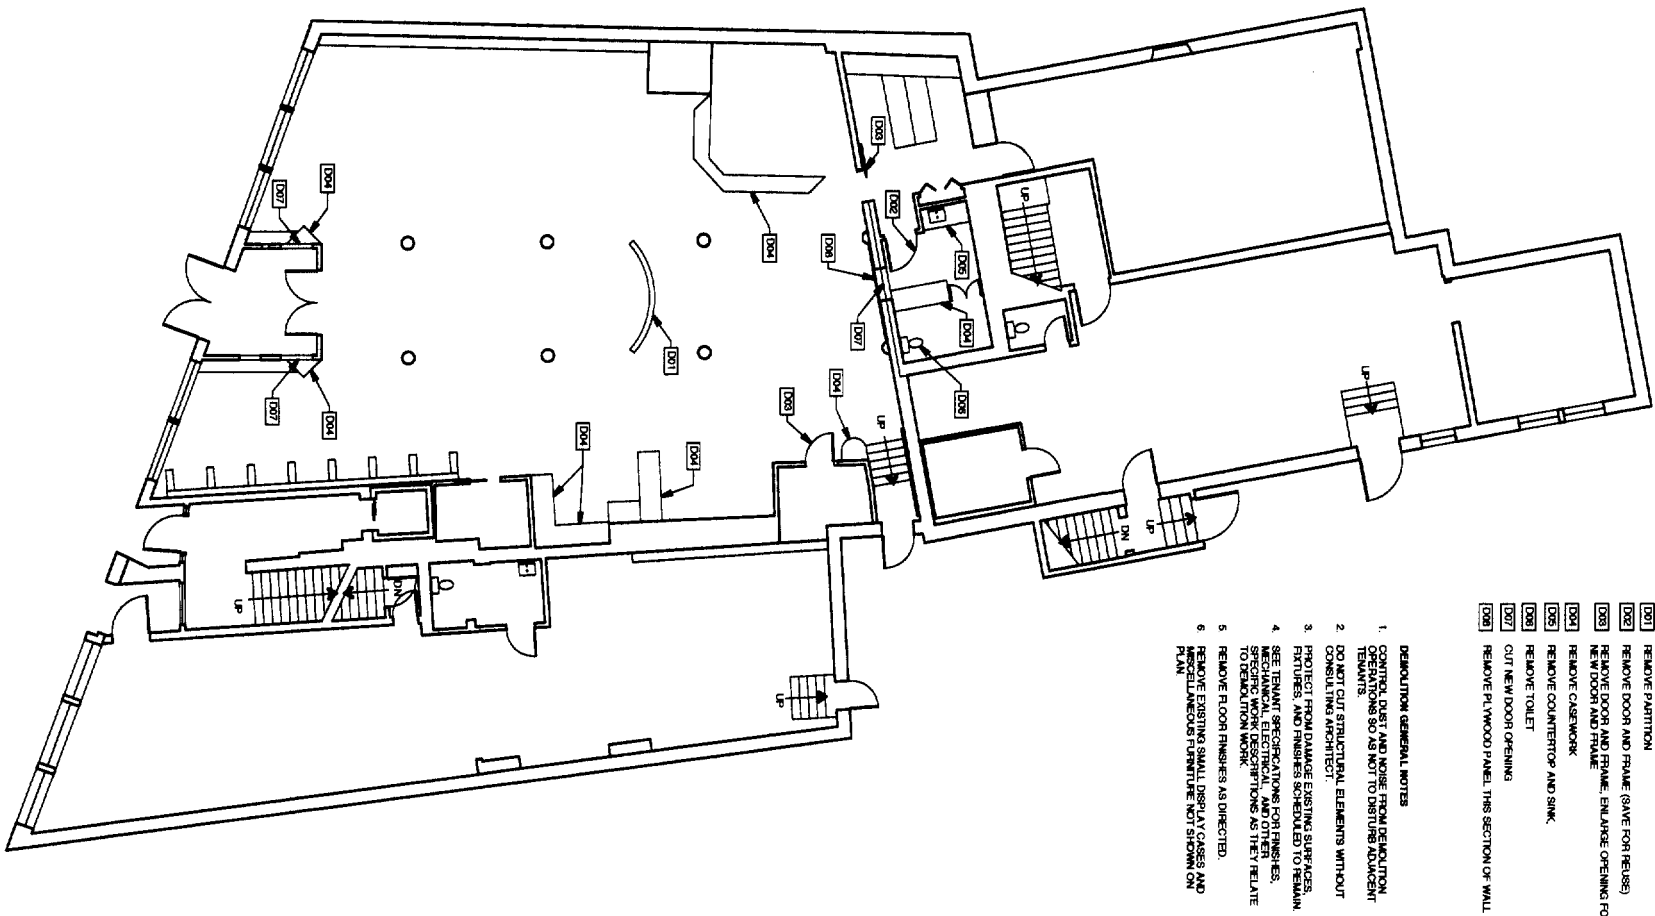 D01 REMOVE PARTITION
D02 REMOVE DOOR AND FRAME (SAVE FOR REUSE)
D03 REMOVE DOOR AND FRAME, ENLARGE OPENING FO
NEW DOOR AND FRAME
D04 REMOVE CASEWORK
D05 REMOVE COUNTERTOP AND SINK,
D06 REMOVE TOILET
D07 CUT NEW DOOR OPENING
D08 REMOVE PLYWOOD PANEL THIS SECTION OF WALL
DEMOLITION GENERAL NOTES
1. CONTROL DUST AND NOISE FROM DEMOLITION
OPERATIONS SO AS NOT TO DISTURB ADJACENT
TENANTS.
2. DO NOT CUT STRUCTURAL ELEMENTS WITHOUT
CONSULTING ARCHITECT.
3. PROTECT FROM DAMAGE EXISTING SURFACES,
FIXTURES, AND FINISHES SCHEDULED TO REMAIN.
4. SEE TENANT SPECIFICATIONS FOR FINISHES,
MECHANICAL, ELECTRICAL, AND OTHER
SPECIFIC WORK DESCRIPTIONS AS THEY RELATE
TO DEMOLITION WORK.
5 REMOVE FLOOR FINISHES AS DIRECTED.
6. REMOVE EXISTING SMALL DISPLAY CASES AND
MISCELLANEOUS FURNITURE NOT SHOWN ON
PLAN.
D03
D02
D05
UP
D04
D08
D04
D07
D04
D07
D01
D06
D04
D07
D04
D03
D04
UP
UP
D04
D04
DN
UP
UP
DN
UP